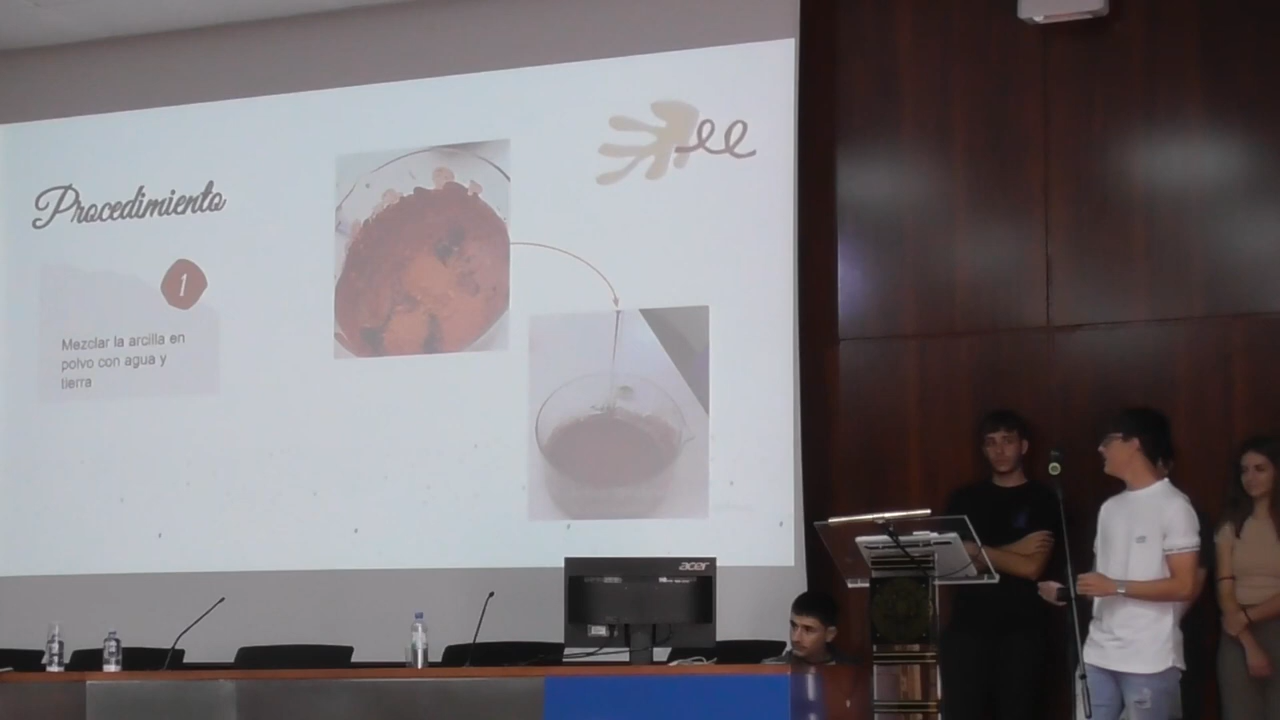 Procedimiento
1
Mezclar la arcilla en
polvo con agua y
tierra
acer